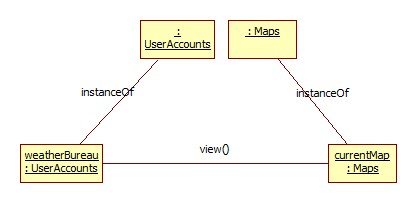 :
UserAccounts
: Maps
instanceOf
instanceOf
weatherBureau
: UserAccounts
view()
currentMap
: Maps